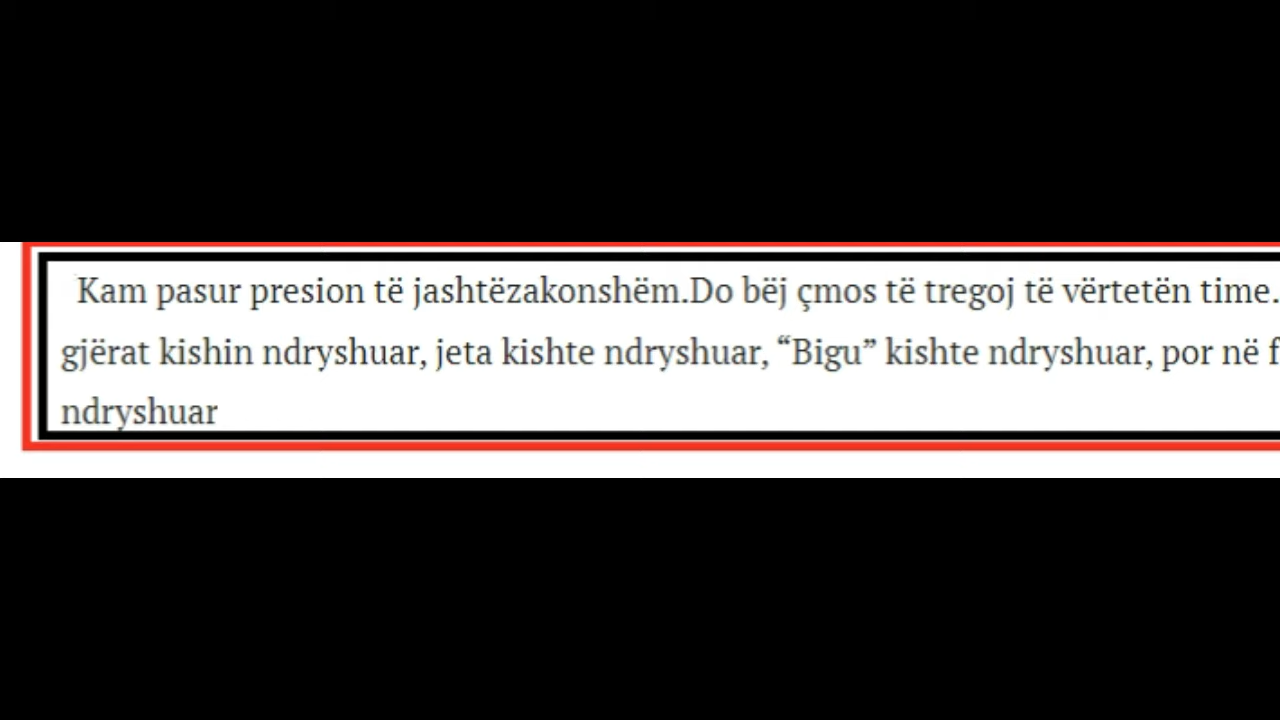 Kam pasur presion të jashtëzakonshëm.Do bëj çmos të tregoj të vërtetën time.
gjërat kishin ndryshuar, jeta kishte ndryshuar, “Bigu” kishte ndryshuar, por në
ndryshuar